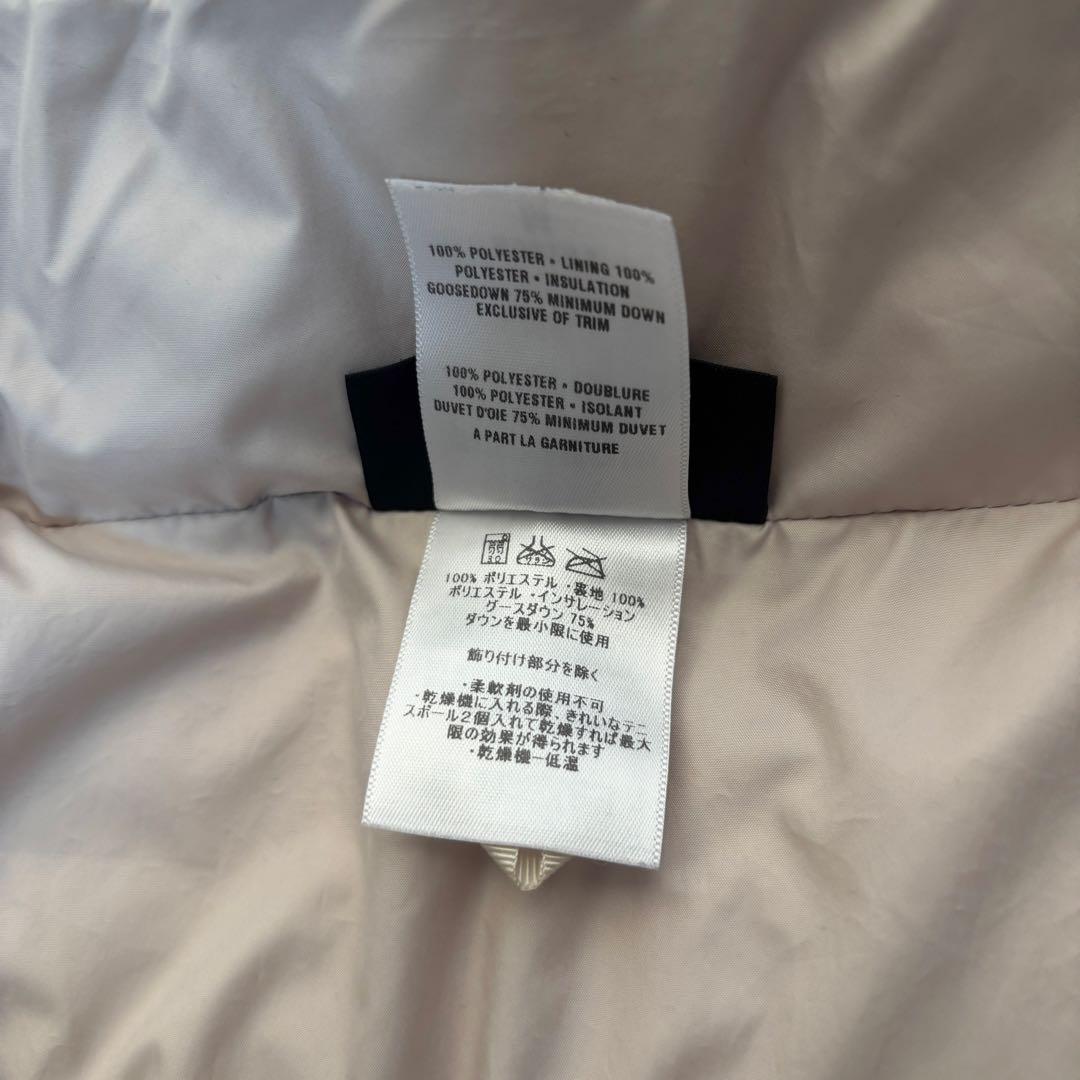 100% POLYESTER • LINING 100%
POLYESTER • INSULATION
GOOSEDOWN 75% MINIMUM DOWN
EXCLUSIVE OF TRIM
100% POLYESTER • DOUBLURE
100% POLYESTER • ISOLANT
DUVET D'OIE 75% MINIMUM DUVET
A PART LA GARNITURE
弱 30 サラシ
100% ポリエステル ・裏地 100%
ポリエステル ・インサレーション
グースダウン 75%
ダウンを最小限に使用
飾り付け部分を除く
・柔軟剤の使用不可
・乾燥機に入れる際、きれいなテニ
スボール2個入れて乾燥すれば最大
限の効果が得られます
・乾燥機ー低温